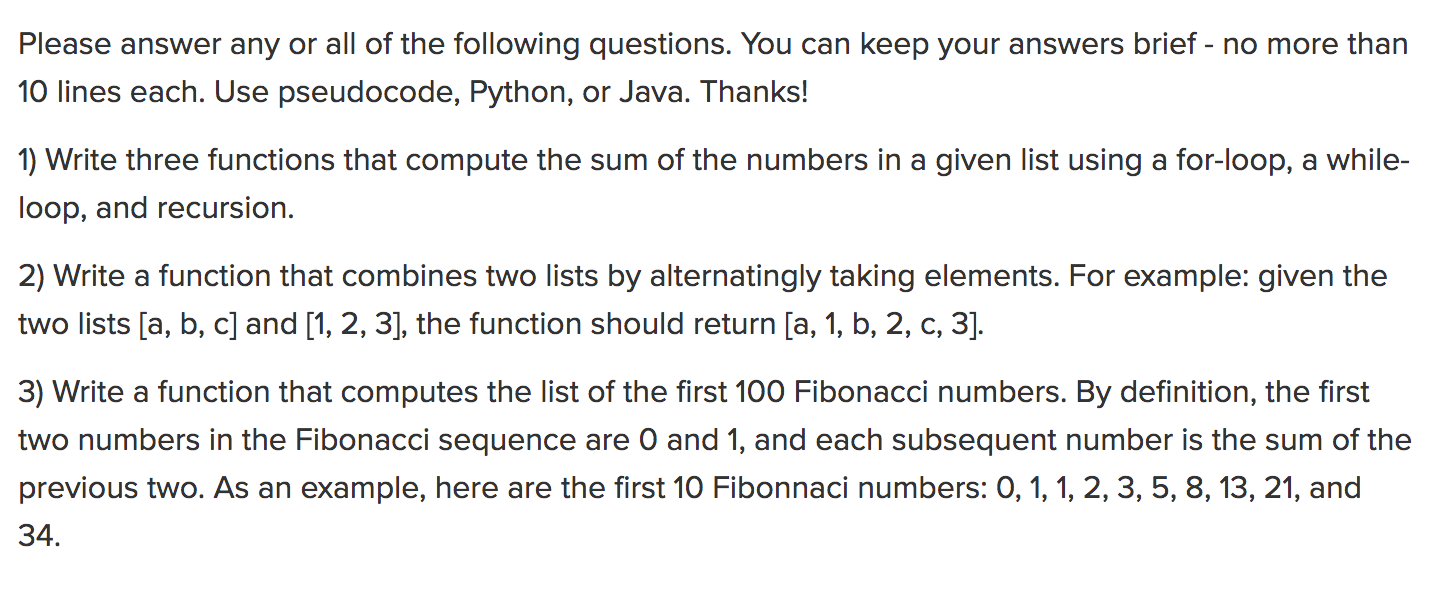 Please answer any or all of the following questions. You can keep your answers brief - no more than
10 lines each. Use pseudocode, Python, or Java. Thanks!
1) Write three functions that compute the sum of the numbers in a given list using a for-loop, a while-
loop, and recursion.
2) Write a function that combines two lists by alternatingly taking elements. For example: given the
two lists [a, b, c] and [1, 2, 3], the function should return [a, 1, b, 2, c, 3].
3) Write a function that computes the list of the first 100 Fibonacci numbers. By definition, the first
two numbers in the Fibonacci sequence are 0 and 1, and each subsequent number is the sum of the
previous two. As an example, here are the first 10 Fibonnaci numbers: 0, 1, 1, 2, 3, 5, 8, 13, 21, and
34.